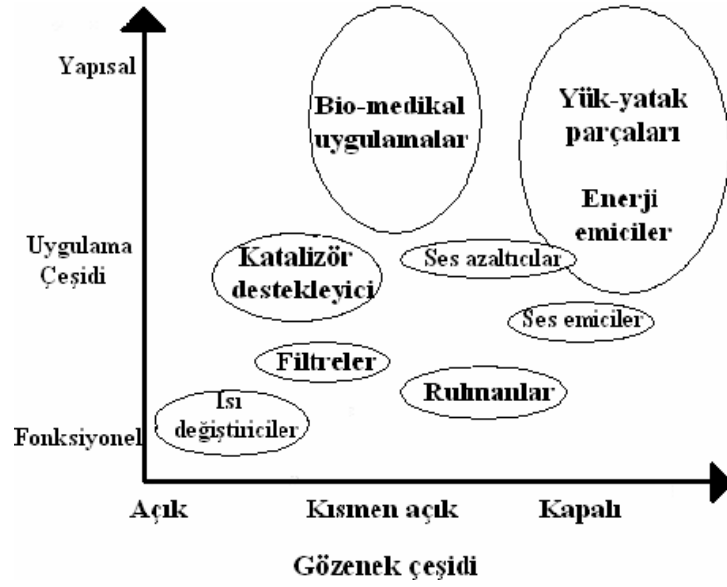 Yapısal
Bio-medikal
uygulamalar
Yük-yatak
parçaları
Enerji
emiciler
Uygulama
Çeşidi
Katalizör
destekleyici
Ses azaltıcılar
Ses emiciler
Filtreler
Rulmanlar
Isı
değiştiriciler
Fonksiyonel
Açık
Kısmen açık
Kapalı
Gözenek çeşidi